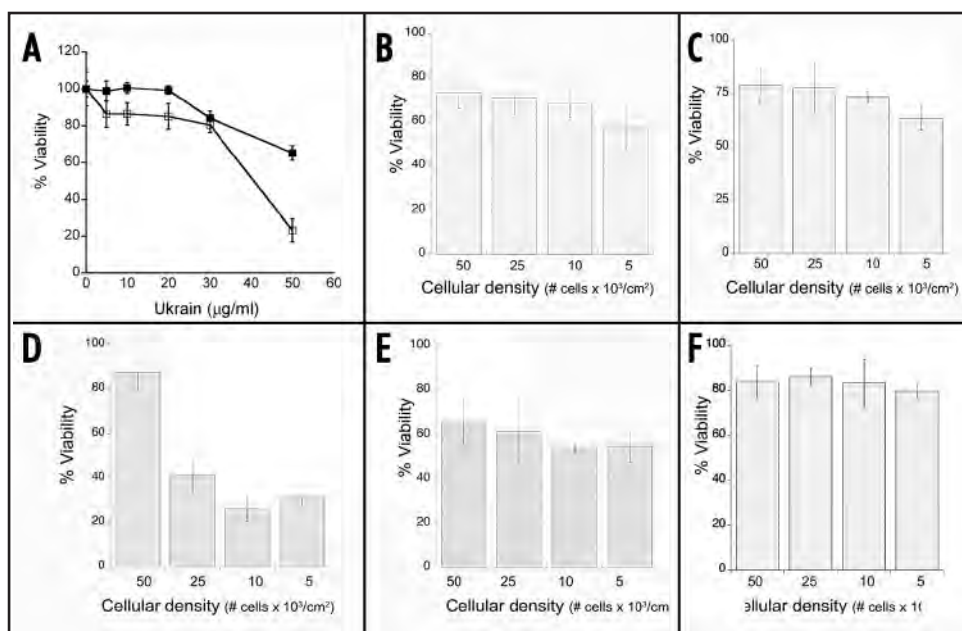 A
120
100
80
60
40
20
0
% Viability
0 10 20 30 40 50 60
Ukrain (μg/ml)
B
100
80
60
40
20
0
% Viability
50 25 10 5
Cellular density (# cells x 10³/cm²)
C
100
75
50
25
0
% Viability
50 25 10 5
Cellular density (# cells x 10³/cm²)
D
100
80
60
40
20
0
% Viability
50 25 10 5
Cellular density (# cells x 10³/cm²)
E
100
80
60
40
20
0
% Viability
50 25 10 5
Cellular density (# cells x 10³/cm
F
100
80
60
40
20
0
% Viability
50 25 10 5
ellular density (# cells x 1